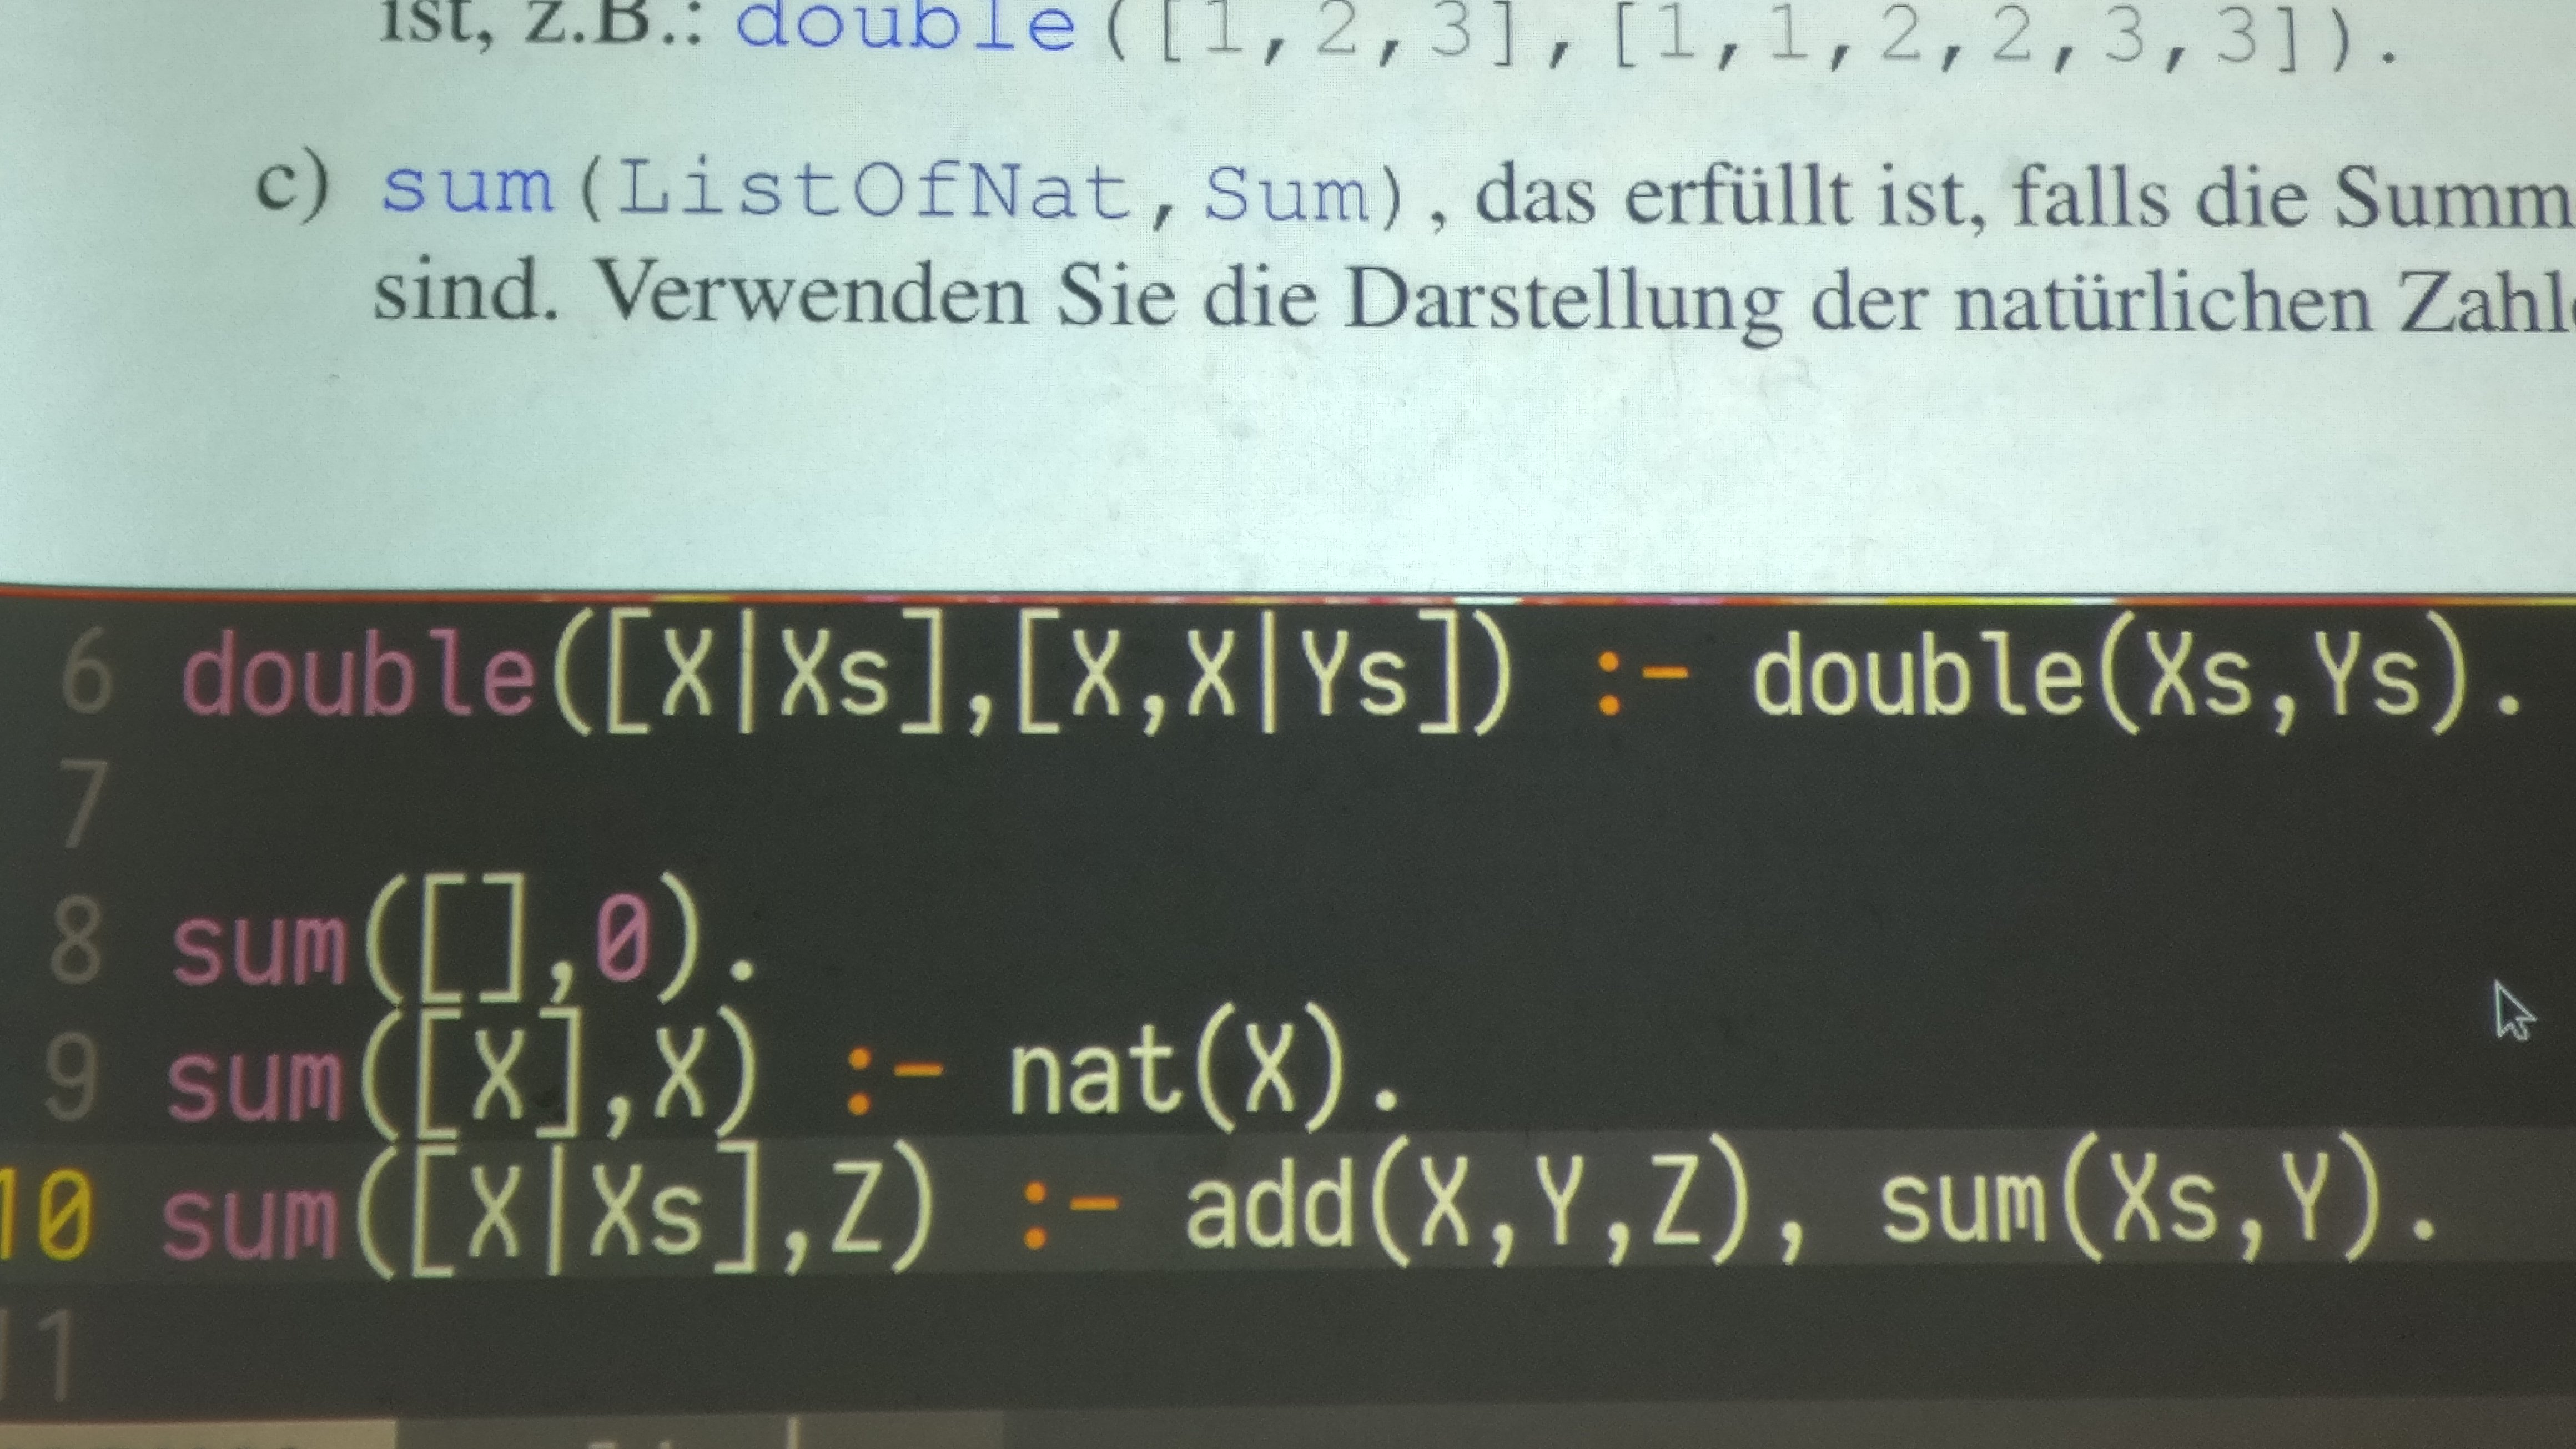 ist, z.B.: double([1,2,3],[1,1,2,2,3,3]).
c) sum(ListOfNat,Sum), das erfüllt ist, falls die
sind. Verwenden Sie die Darstellung der natürlichen
6 double([X|Xs],[X,X|Ys]) :- double(Xs,Ys).
7
8 sum([],0).
9 sum([X],X) :- nat(X).
10 sum([X|Xs],Z) :- add(X,Y,Z), sum(Xs,Y).
11